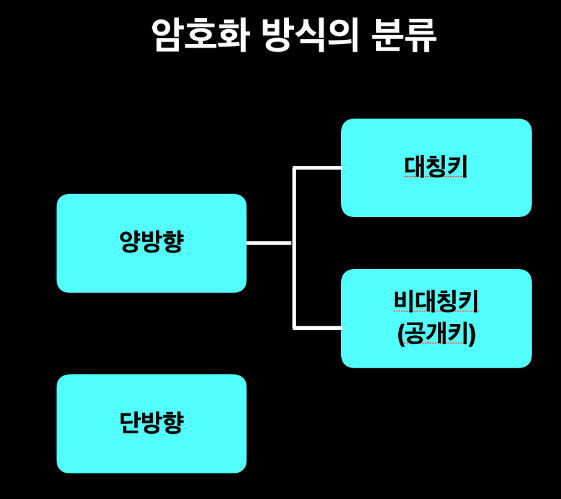 암호화 방식의 분류
대칭키
양방향
비대칭키
(공개키)
단방향